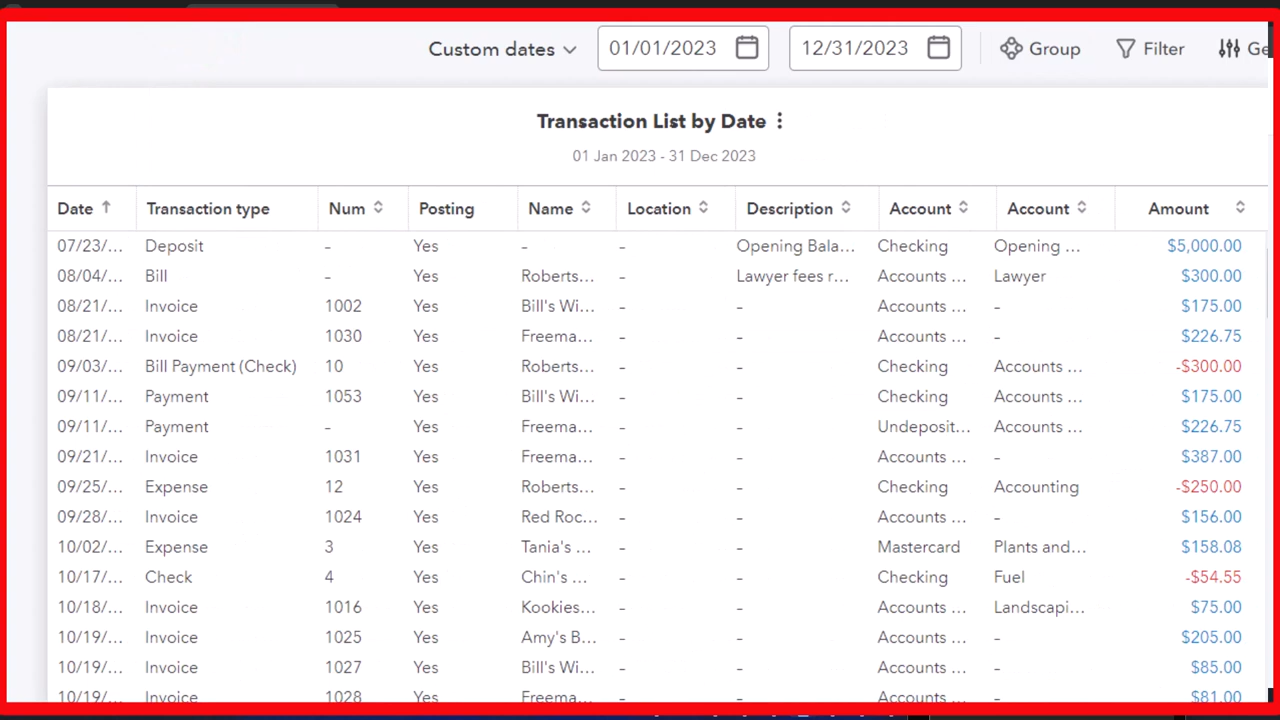 Custom dates 01/01/2023 12/31/2023 Group Filter Ge
Transaction List by Date
01 Jan 2023 - 31 Dec 2023
Date Transaction type Num Posting Name Location Description Account Account Amount
07/23/... Deposit - Yes - - Opening Bala... Checking Opening ... $5,000.00
08/04/... Bill - Yes Roberts... - Lawyer fees r... Accounts ... Lawyer $300.00
08/21/... Invoice 1002 Yes Bill's Wi... - - Accounts ... - $175.00
08/21/... Invoice 1030 Yes Freema... - - Accounts ... - $226.75
09/03/... Bill Payment (Check) 10 Yes Roberts... - - Checking Accounts ... -$300.00
09/11/... Payment 1053 Yes Bill's Wi... - - Checking Accounts ... $175.00
09/11/... Payment - Yes Freema... - - Undeposit... Accounts ... $226.75
09/21/... Invoice 1031 Yes Freema... - - Accounts ... - $387.00
09/25/... Expense 12 Yes Roberts... - - Checking Accounting -$250.00
09/28/... Invoice 1024 Yes Red Roc... - - Accounts ... - $156.00
10/02/... Expense 3 Yes Tania's ... - - Mastercard Plants and... $158.08
10/17/... Check 4 Yes Chin's ... - - Checking Fuel -$54.55
10/18/... Invoice 1016 Yes Kookies... - - Accounts ... Landscapi... $75.00
10/19/... Invoice 1025 Yes Amy's B... - - Accounts ... - $205.00
10/19/... Invoice 1027 Yes Bill's Wi... - - Accounts ... - $85.00
10/19/... Invoice 1028 Yes Freema... - - Accounts ... - $81.00